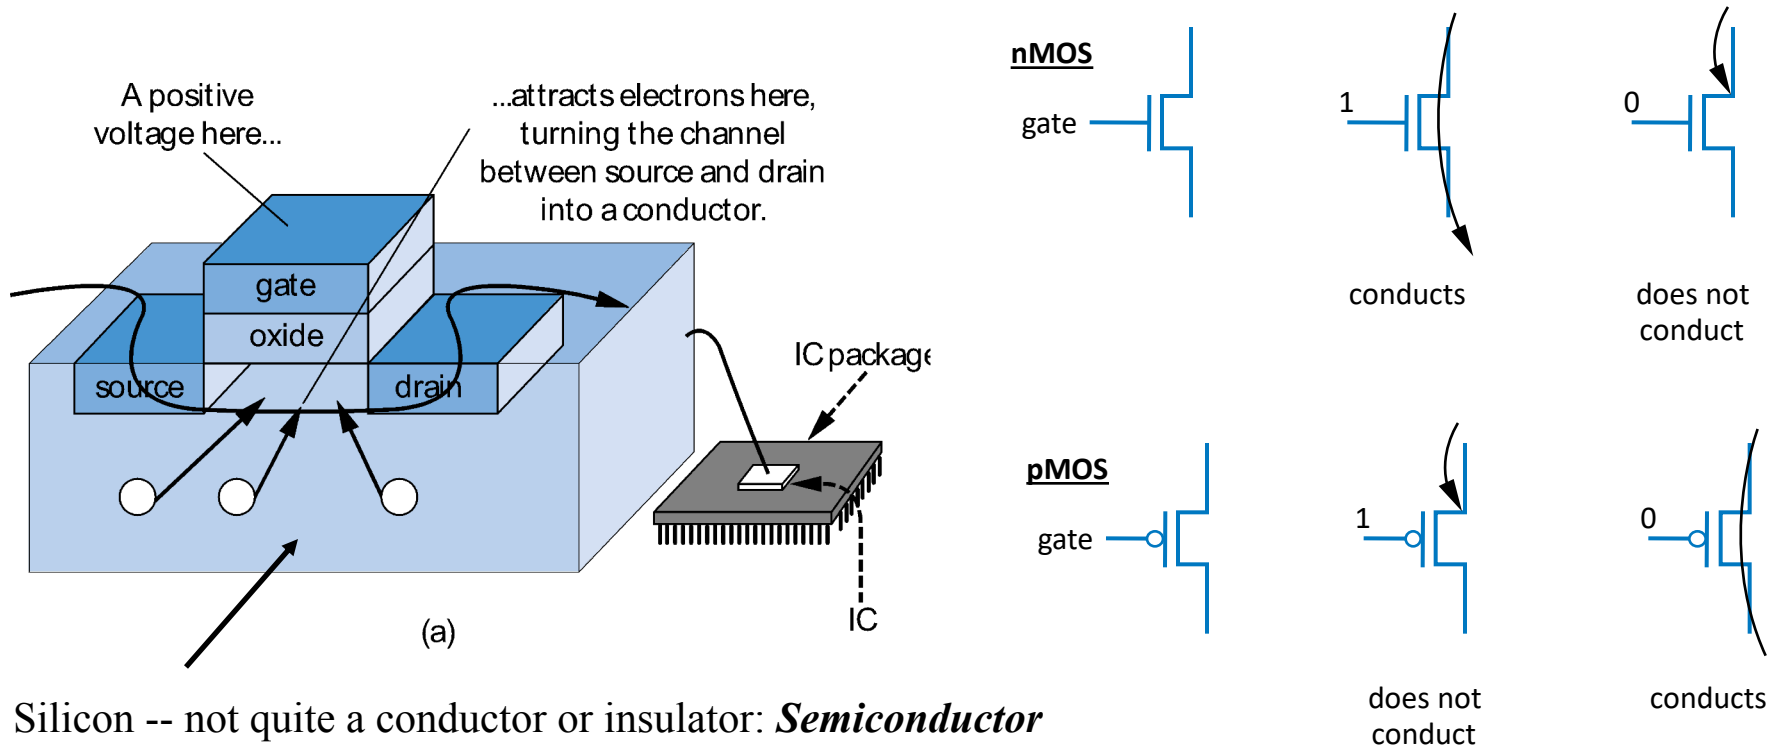 A positive
voltage here...
...attracts electrons here,
turning the channel
between source and drain
into a conductor.
gate
oxide
source
drain
IC package
IC
(a)
Silicon -- not quite a conductor or insulator: Semiconductor
nMOS
gate
1
conducts
0
does not
conduct
pMOS
gate
1
does not
conduct
0
conducts